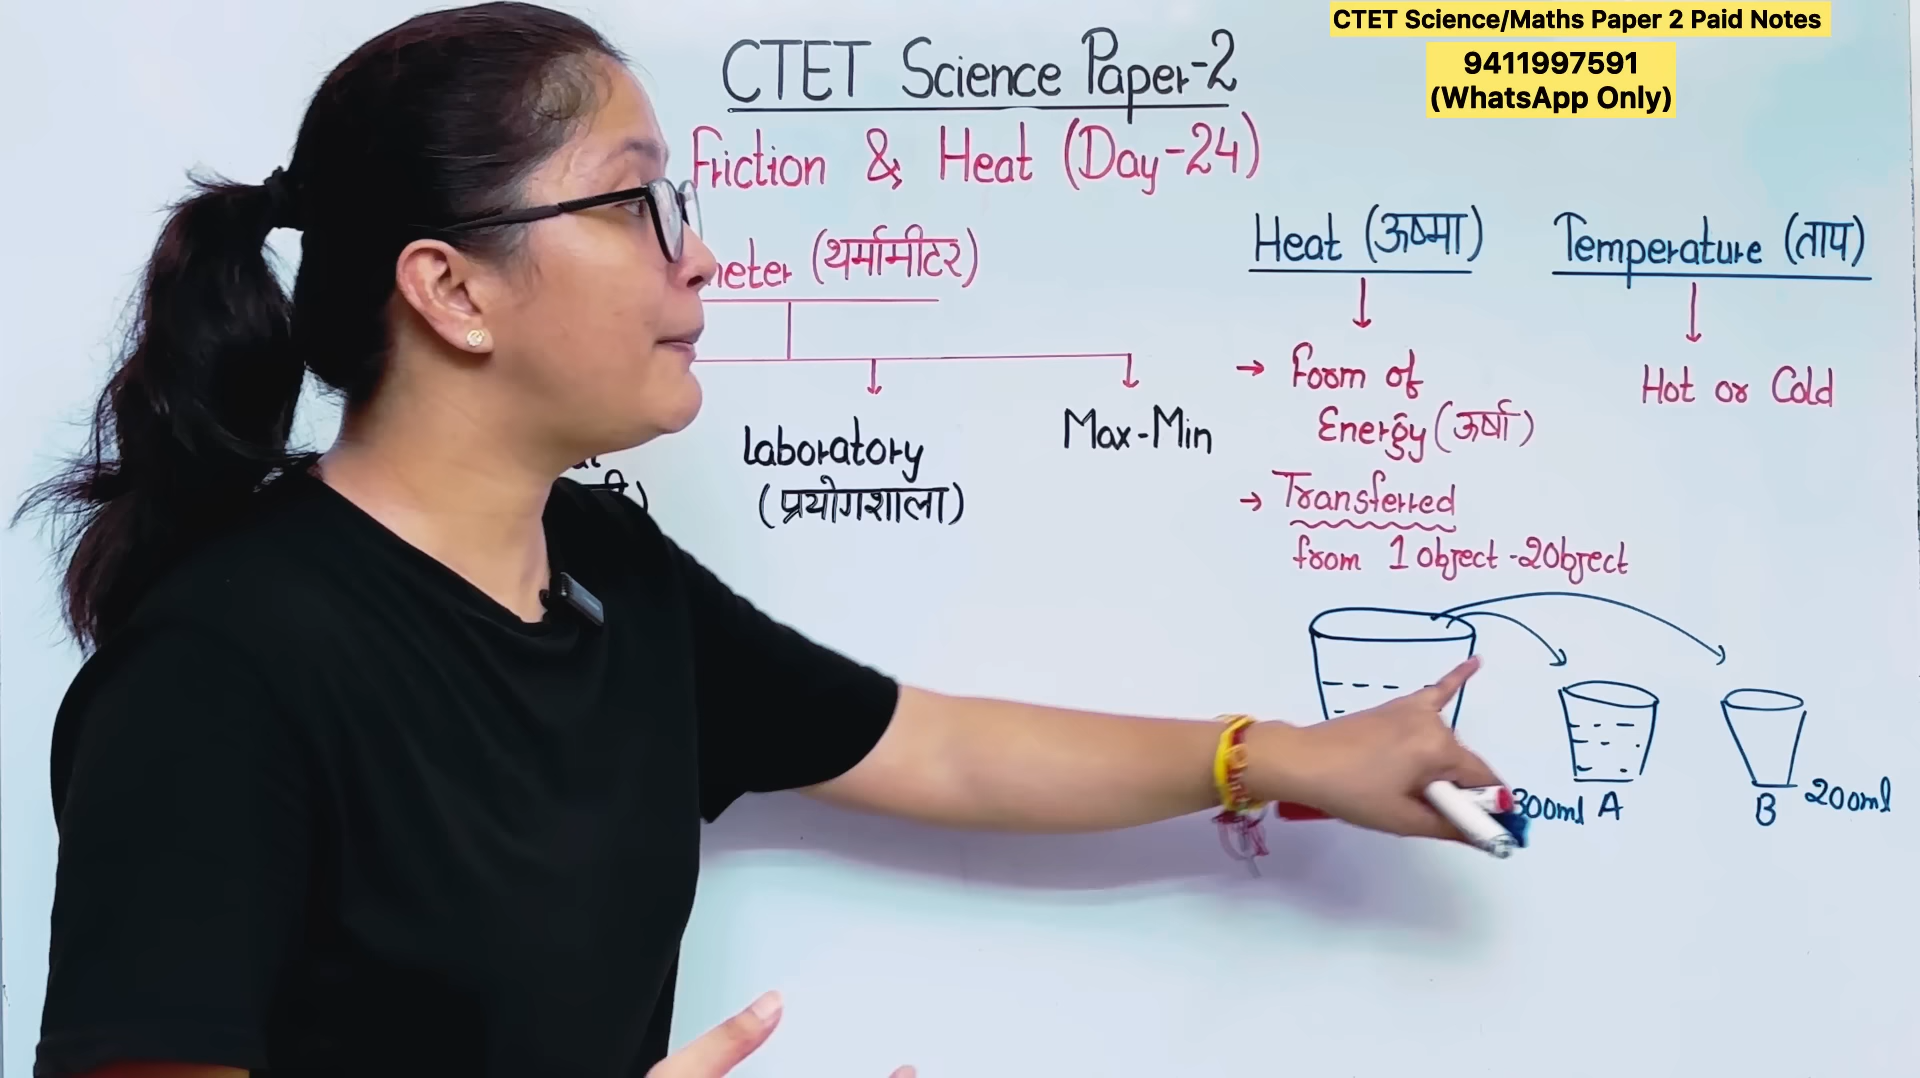 CTET Science/Maths Paper 2 Paid Notes
9411997591
(WhatsApp Only)
CTET Science Paper-2
Friction & Heat (Day-24)
meter (थर्मामीटर)
Laboratory
(प्रयोगशाला)
Max-Min
Heat (ऊष्मा)
→ Form of
Energy (ऊर्षा)
→ Transferred
from 1 object - 2 object
Temperature (ताप)
Hot or Cold
300ml A
B 200ml